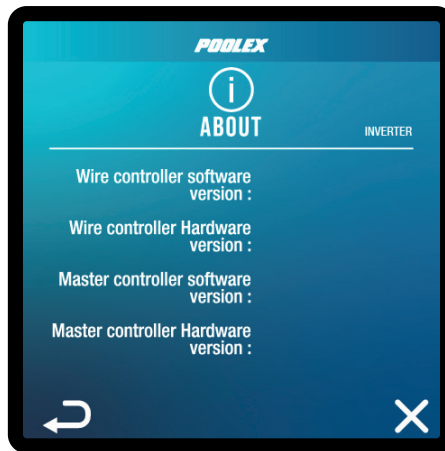 POOLEX
i
ABOUT
INVERTER
Wire controller software
version :
Wire controller Hardware
version :
Master controller software
version :
Master controller Hardware
version :